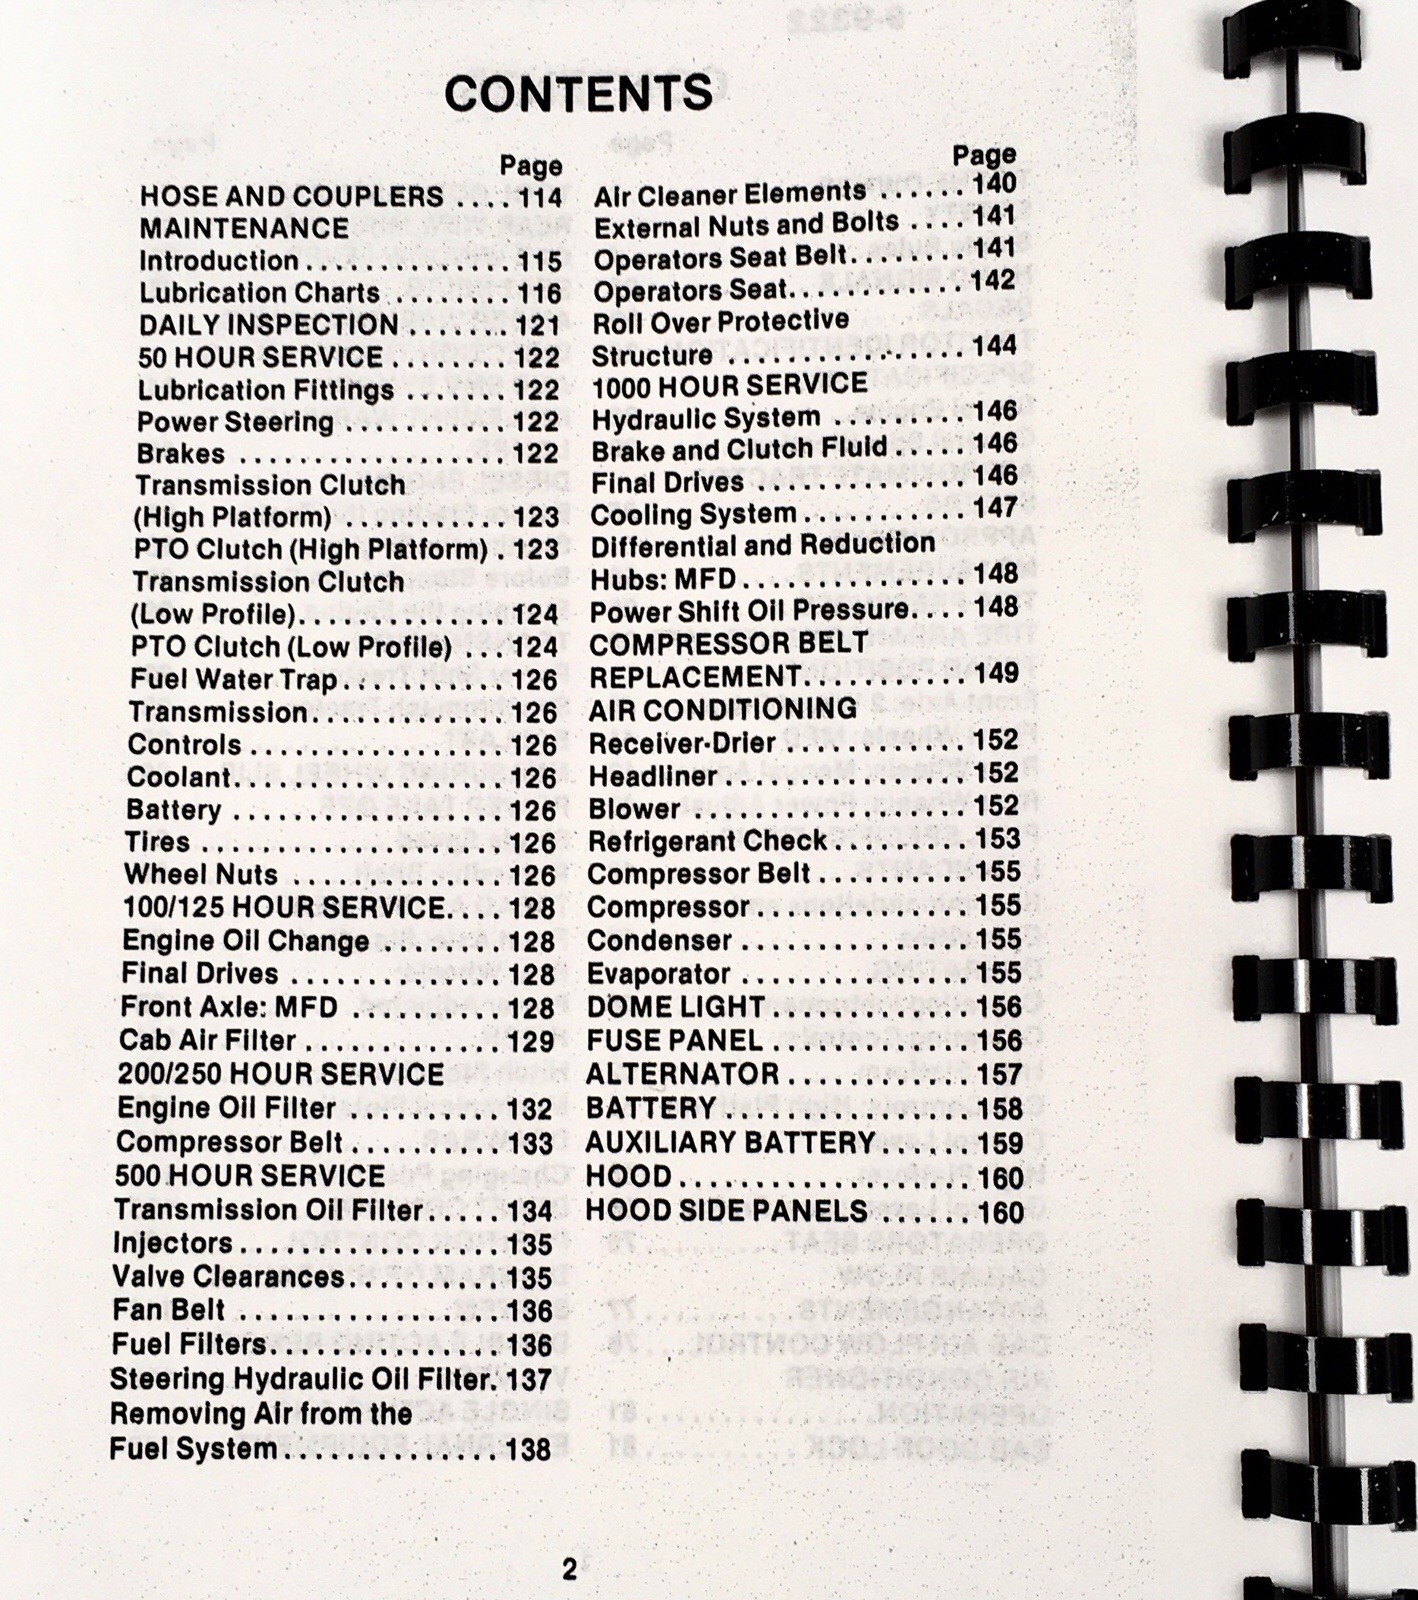 CONTENTS
Page
HOSE AND COUPLERS .... 114
MAINTENANCE
Introduction.............. 115
Lubrication Charts ........ 116
DAILY INSPECTION ....... 121
50 HOUR SERVICE ........ 122
Lubrication Fittings ....... 122
Power Steering ........... 122
Brakes .................. 122
Transmission Clutch
(High Platform) ........... 123
PTO Clutch (High Platform) . 123
Transmission Clutch
(Low Profile).............. 124
PTO Clutch (Low Profile) ... 124
Fuel Water Trap........... 126
Transmission............. 126
Controls ................. 126
Coolant.................. 126
Battery .................. 126
Tires .................... 126
Wheel Nuts .............. 126
100/125 HOUR SERVICE.... 128
Engine Oil Change ........ 128
Final Drives .............. 128
Front Axle: MFD .......... 128
Cab Air Filter ............. 129
200/250 HOUR SERVICE
Engine Oil Filter .......... 132
Compressor Belt.......... 133
500 HOUR SERVICE
Transmission Oil Filter..... 134
Injectors................. 135
Valve Clearances.......... 135
Fan Belt ................. 136
Fuel Filters............... 136
Steering Hydraulic Oil Filter. 137
Removing Air from the
Fuel System.............. 138
Page
Air Cleaner Elements ...... 140
External Nuts and Bolts .... 141
Operators Seat Belt........ 141
Operators Seat............ 142
Roll Over Protective
Structure ................ 144
1000 HOUR SERVICE
Hydraulic System ......... 146
Brake and Clutch Fluid ..... 146
Final Drives .............. 146
Cooling System........... 147
Differential and Reduction
Hubs: MFD............... 148
Power Shift Oil Pressure.... 148
COMPRESSOR BELT
REPLACEMENT........... 149
AIR CONDITIONING
Receiver-Drier ............ 152
Headliner ................ 152
Blower .................. 152
Refrigerant Check......... 153
Compressor Belt .......... 155
Compressor.............. 155
Condenser ............... 155
Evaporator ............... 155
DOME LIGHT............. 156
FUSE PANEL ............. 156
ALTERNATOR ............ 157
BATTERY ................ 158
AUXILIARY BATTERY...... 159
HOOD................... 160
HOOD SIDE PANELS ...... 160
2